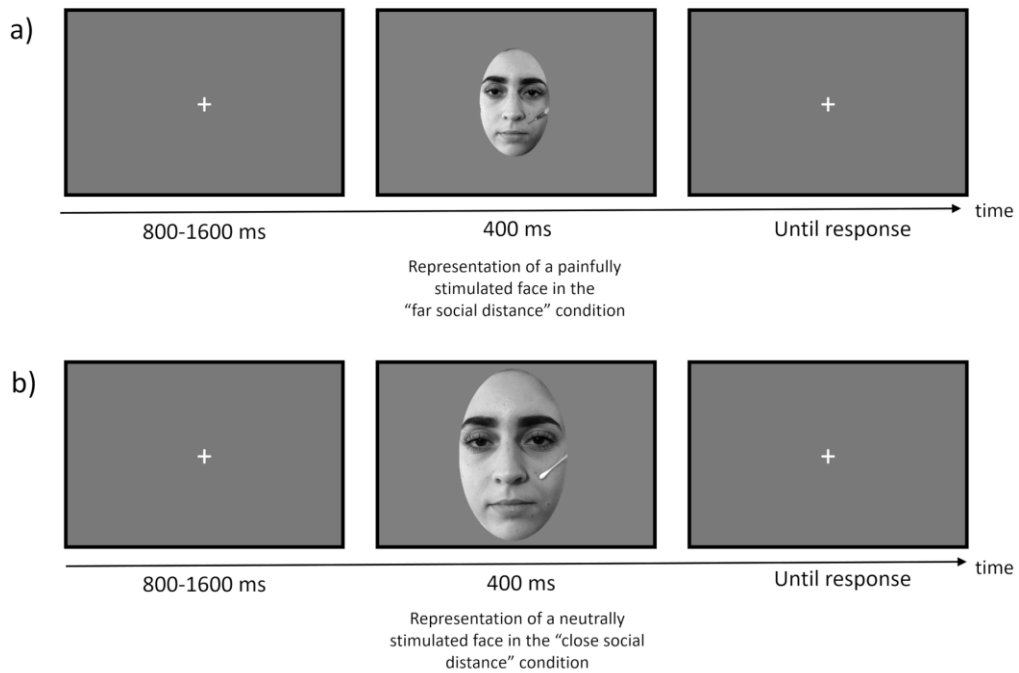 a)
+
+
time
800-1600 ms
400 ms
Until response
Representation of a painfully
stimulated face in the
“far social distance” condition
b)
+
+
time
800-1600 ms
400 ms
Until response
Representation of a neutrally
stimulated face in the “close social
distance” condition